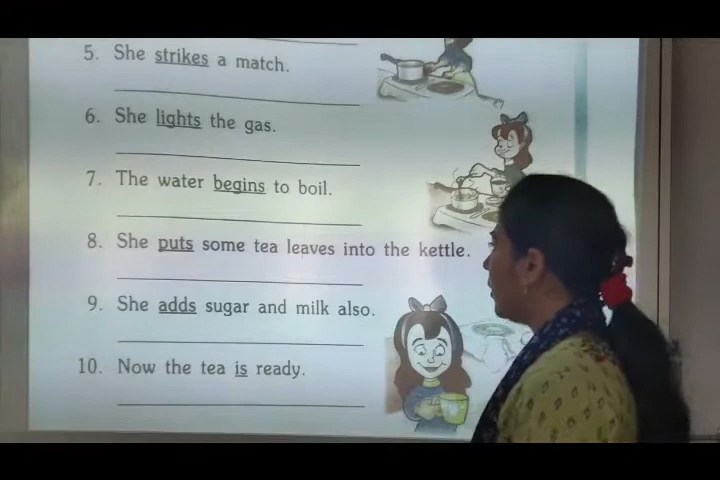 5. She strikes a match.
6. She lights the gas.
7. The water begins to boil.
8. She puts some tea leaves into the kettle.
9. She adds sugar and milk also.
10. Now the tea is ready.